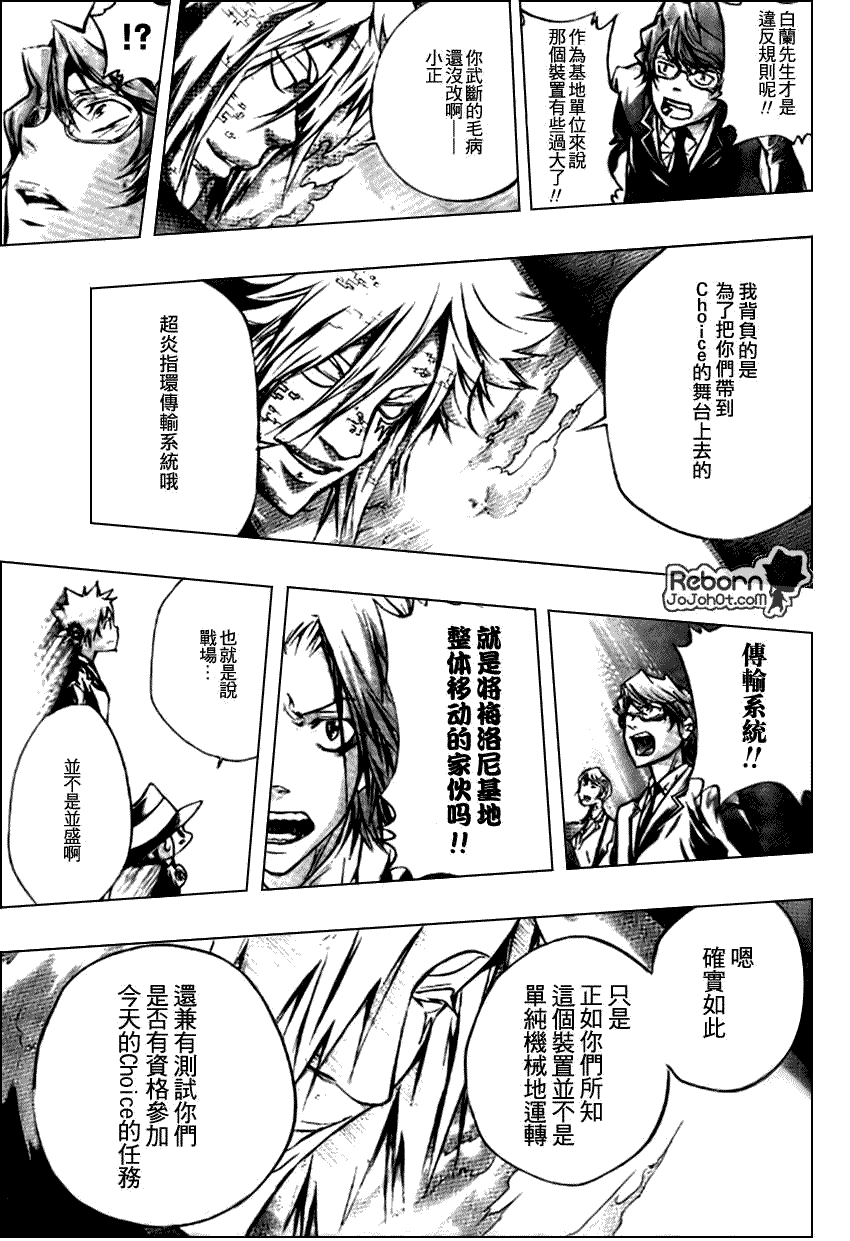 白蘭先生才是
違反規則呢!!
作為基地單位來說
那個裝置有些過大了!!
你武斷的毛病
還沒改啊——
小正
!?
我背負的是
為了把你們帶到
Choice的舞台上去的
超炎指環傳輸系統哦
Reborn
JoJohOt.com
傳輸系統!!
就是将梅洛尼基地
整体移动的家伙吗!!
也就是說
戰場…
並不是並盛啊
嗯
確實如此
只是
正如你們所知
這個裝置並不是
單純機械地運轉
還兼有測試你們
是否有資格參加
今天的Choice的任務